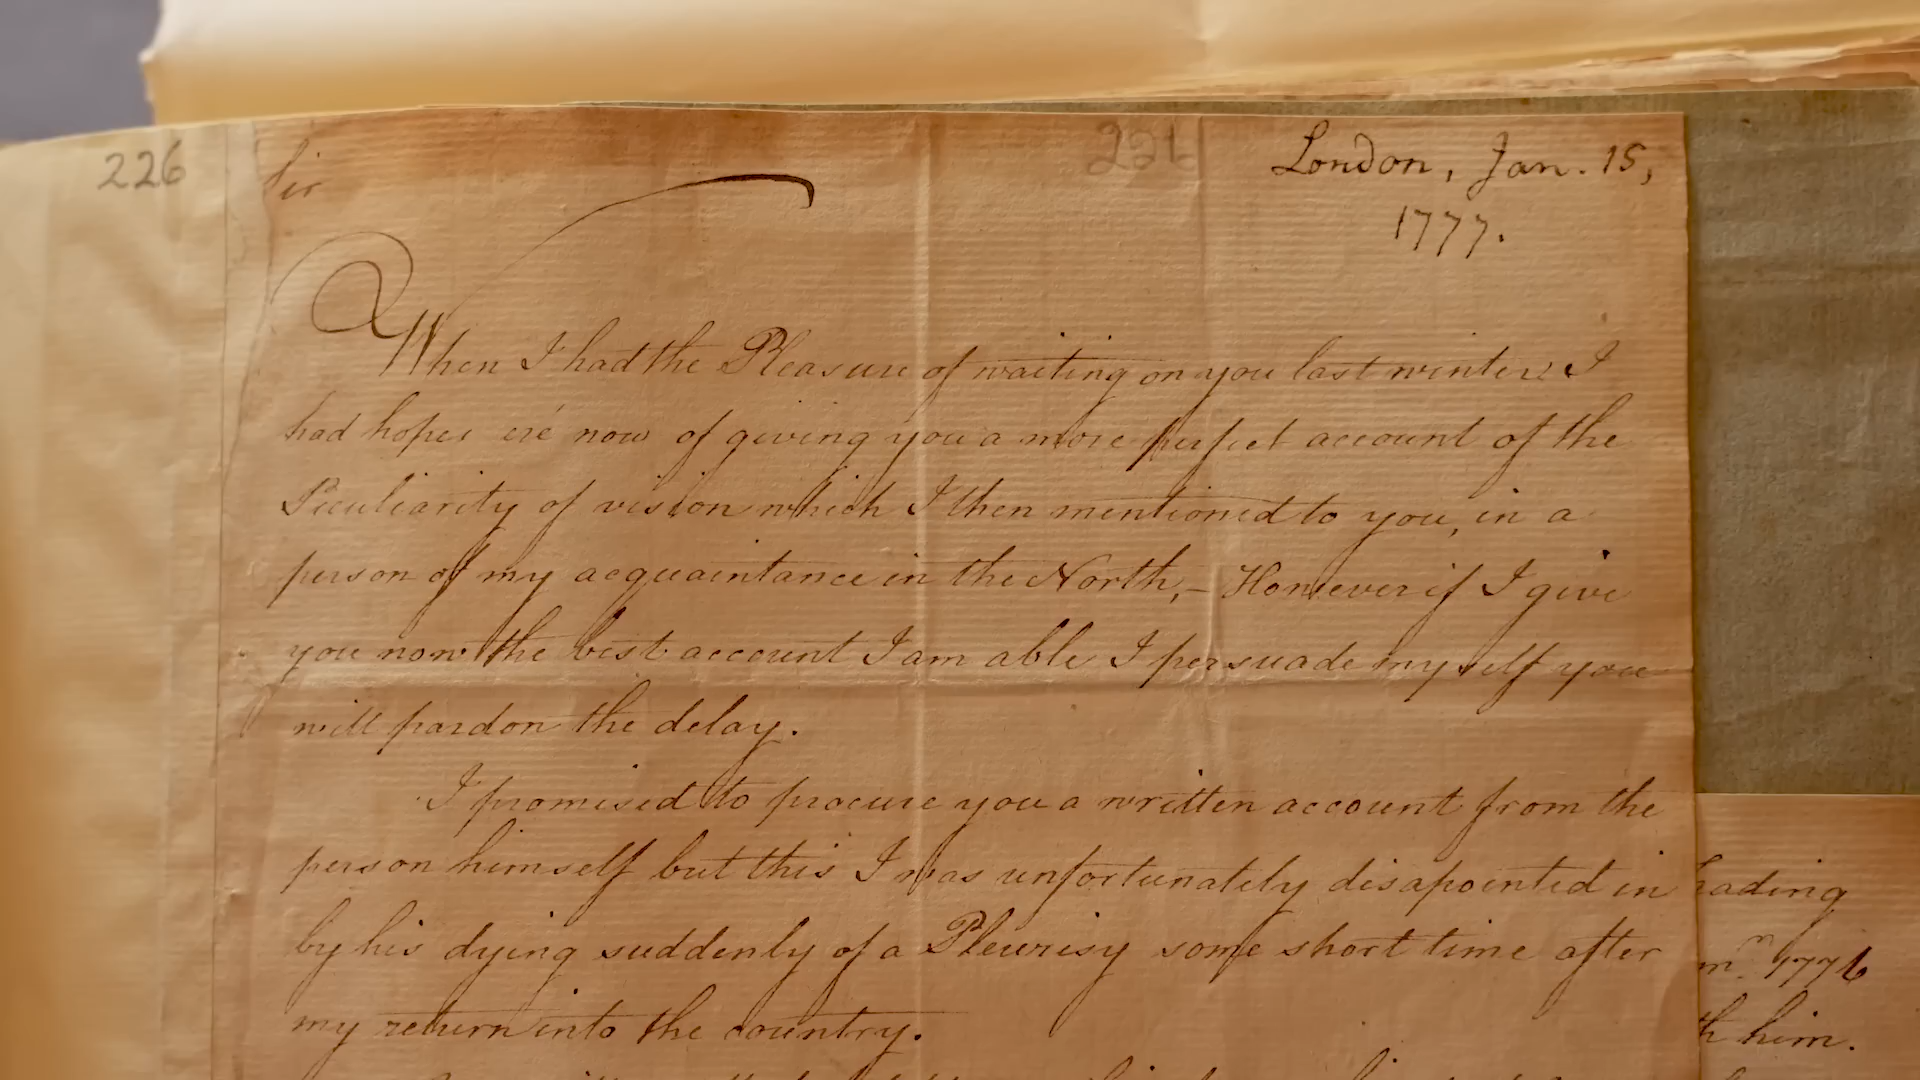 226
Sir
221
London, Jan. 15,
1777.
When I had the Pleasure of waiting on you last winter I
had hopes ere now of giving you a more perfect account of the
Peculiarity of vision which I then mentioned to you, in a
person of my acquaintance in the North,– However if I give
you now the best account I am able I persuade myself you
will pardon the delay.
I promised to procure you a written account from the
person himself but this I was unfortunately disapointed in
by his dying suddenly of a Pleurisy some short time after
my return into the country.
eading
1776
him.